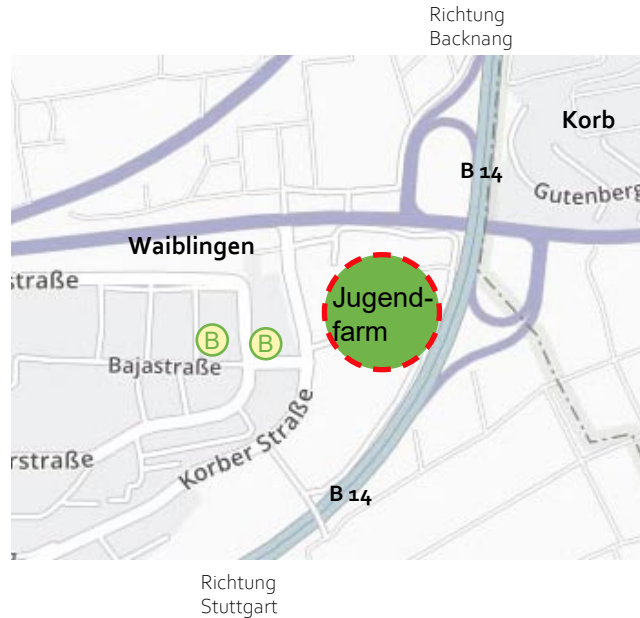 Richtung
Backnang
Korb
B 14
Gutenberg
Waiblingen
straße
Jugend-
farm
B
B
Bajastraße
Korber Straße
rstraße
B 14
Richtung
Stuttgart